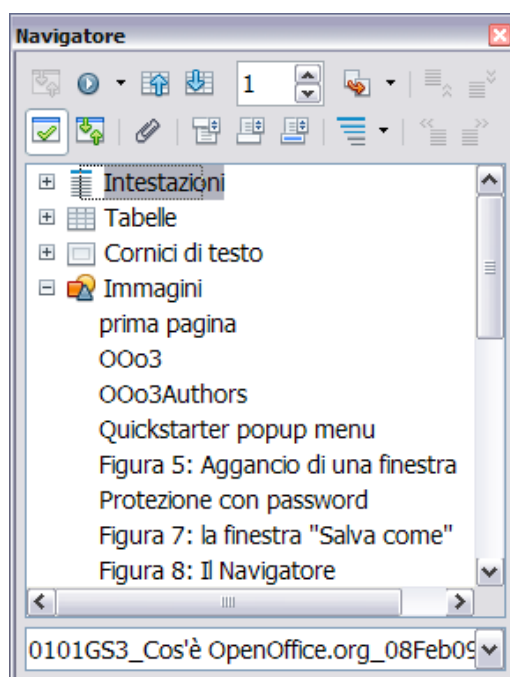 Navigatore
1
Intestazioni
Tabelle
Cornici di testo
Immagini
prima pagina
OOo3
OOo3Authors
Quickstarter popup menu
Figura 5: Aggancio di una finestra
Protezione con password
Figura 7: la finestra "Salva come"
Figura 8: Il Navigatore
0101GS3_Cos'è OpenOffice.org_08Feb09